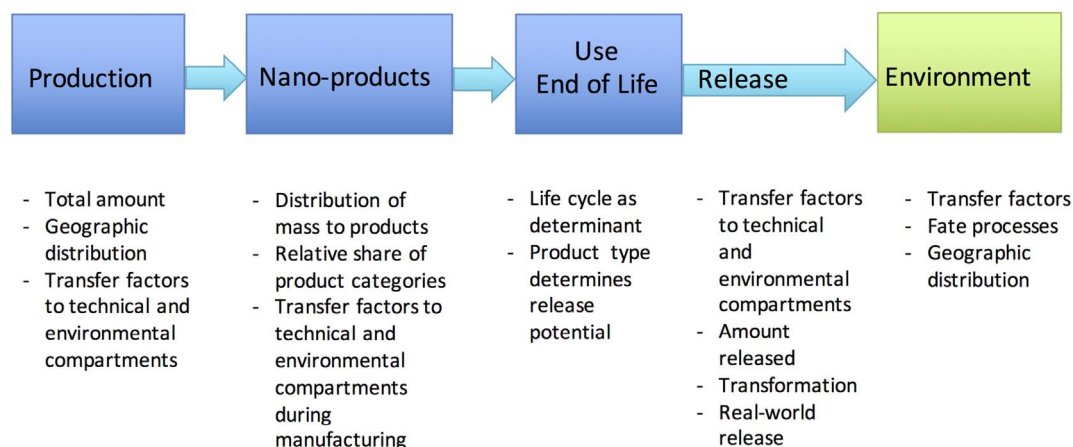 Production
Nano-products
Use
End of Life
Release
Environment
- Total amount
- Geographic
distribution
- Transfer factors
to technical and
environmental
compartments
- Distribution of
mass to products
- Relative share of
product categories
- Transfer factors to
technical and
environmental
compartments
during
manufacturing
- Life cycle as
determinant
- Product type
determines
release
potential
- Transfer factors
to technical
and
environmental
compartments
- Amount
released
- Transformation
- Real-world
release
- Transfer factors
- Fate processes
- Geographic
distribution